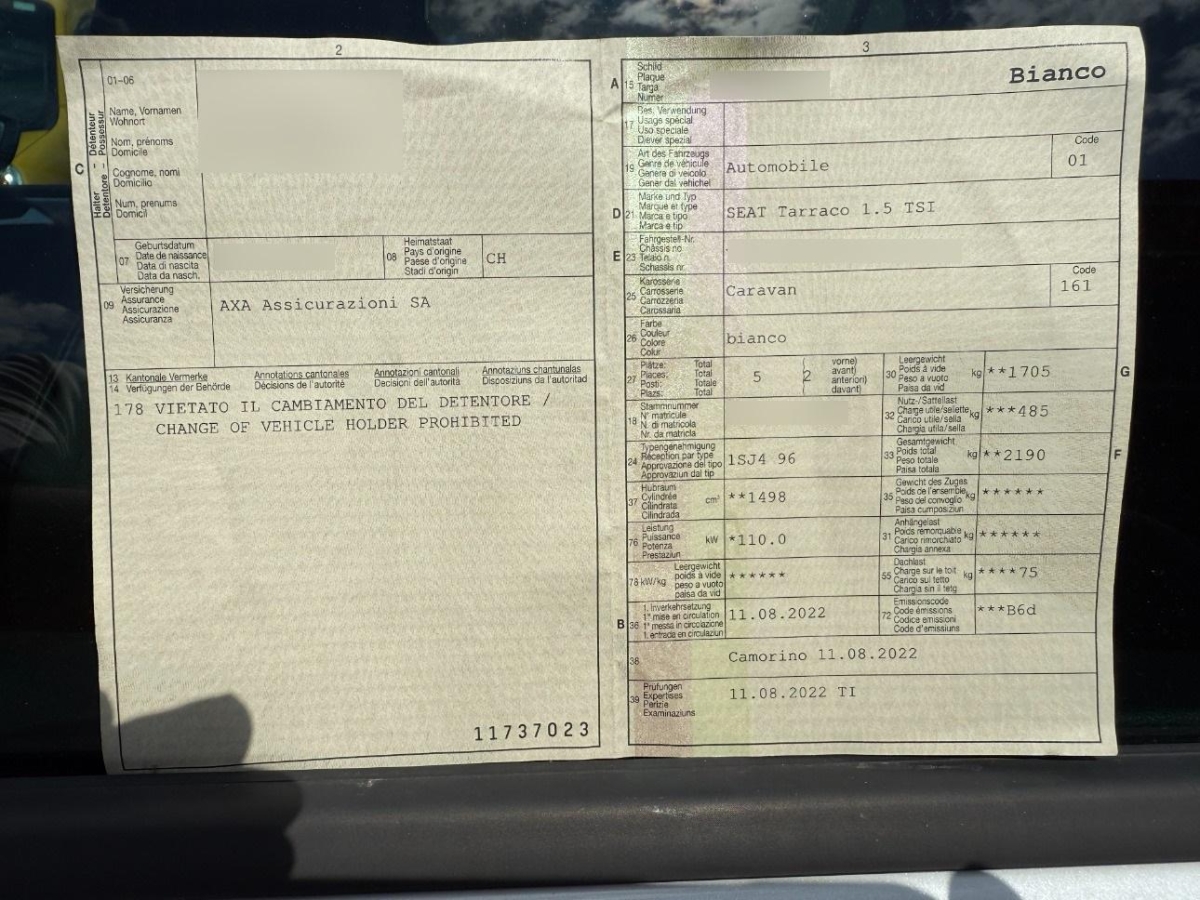 2
01-06
Halter - Détenteur
Detentore - Possessur
C
Name, Vornamen
Wohnort
Nom, prénoms
Domicile
Cognome, nomi
Domicilio
Num, prenums
Domicil
07
Geburtsdatum
Date de naissance
Data di nascita
Data da nasch.
08
Heimatstaat
Pays d'origine
Paese d'origine
Stadi d'origin
CH
09
Versicherung
Assurance
Assicurazione
Assicuranza
AXA Assicurazioni SA
13 Kantonale Vermerke Annotations cantonales Annotazioni cantonali Annotaziuns chantunalas
14 Verfügungen der Behörde Décisions de l'autorité Decisioni dell'autorità Disposiziuns da l'autoritad
178 VIETATO IL CAMBIAMENTO DEL DETENTORE /
CHANGE OF VEHICLE HOLDER PROHIBITED
11737023
3
A 15
Schild
Plaque
Targa
Numer
Bianco
17
Bes. Verwendung
Usage spécial
Uso speciale
Diever spezial
19
Art des Fahrzeugs
Genre de véhicule
Genere di veicolo
Gener dal vehichel
Automobile
Code
01
D 21
Marke und Typ
Marque et type
Marca e tipo
Marca e tip
SEAT Tarraco 1.5 TSI
E 23
Fahrgestell-Nr.
Châssis no
Telaio n.
Schassis nr.
25
Karosserie
Carrosserie
Carrozzeria
Carossaria
Caravan
Code
161
26
Farbe
Couleur
Colore
Colur
bianco
27
Plätze: Total
Places: Total
Posti: Totale
Plazs: Total
5
(2
vorne)
avant)
anteriori)
davant)
30
Leergewicht
Poids à vide
Peso a vuoto
Paisa da vid
kg **1705
G
18
Stammnummer
N° matricule
N. di matricola
Nr. da matricla
32
Nutz-/Sattellast
Charge utile/sellette
Carico utile/sella
Chargia utila/sella
kg ***485
24
Typengenehmigung
Réception par type
Approvazione del tipo
Approvaziun dal tip
1SJ4 96
33
Gesamtgewicht
Poids total
Peso totale
Paisa totala
kg **2190
F
37
Hubraum
Cylindrée
Cilindrata
Cilindrada
cm³ **1498
35
Gewicht des Zuges
Poids de l'ensemble
Peso del convoglio
Paisa cumposiziun
kg ******
76
Leistung
Puissance
Potenza
Prestaziun
kW *110.0
31
Anhängelast
Poids remorquable
Carico rimorchiato
Chargia annexa
kg ******
78 kW/kg
Leergewicht
poids à vide
peso a vuoto
paisa da vid
******
55
Dachlast
Charge sur le toit
Carico sul tetto
Chargia sin il tetg
kg ****75
B 36
1. Inverkehrsetzung
1re mise en circulation
1a messa in circolazione
1. entrada en circulaziun
11.08.2022
72
Emissionscode
Code émissions
Codice emissioni
Code d'emissiuns
***B6d
38
Camorino 11.08.2022
39
Prüfungen
Expertises
Perizie
Examinaziuns
11.08.2022 TI